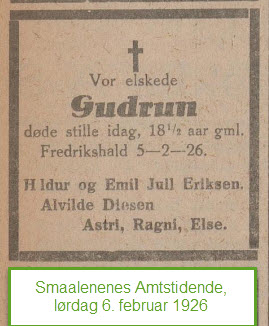 Vor elskede
Gudrun
døde stille idag, 18½ aar gml.
Fredrikshald 5—2—26.
Hldur og Emil Jull Eriksen.
Alvilde Diesen
Astri, Ragni, Else.
Smaalenenes Amtstidende,
lørdag 6. februar 1926